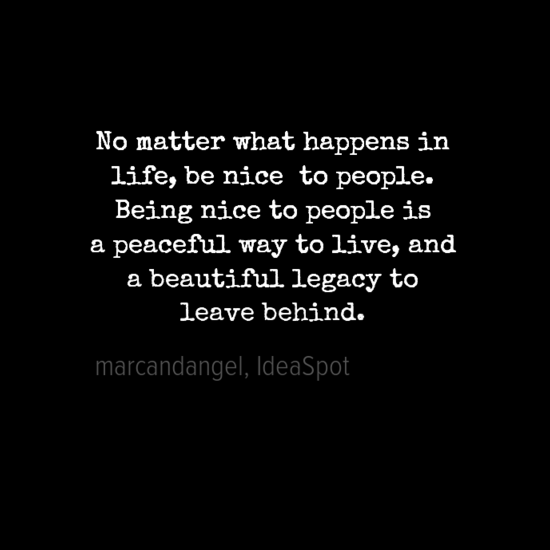 No matter what happens in
life, be nice  to people.
Being nice to people is
a peaceful way to live, and
a beautiful legacy to
leave behind.
marcandangel, IdeaSpot